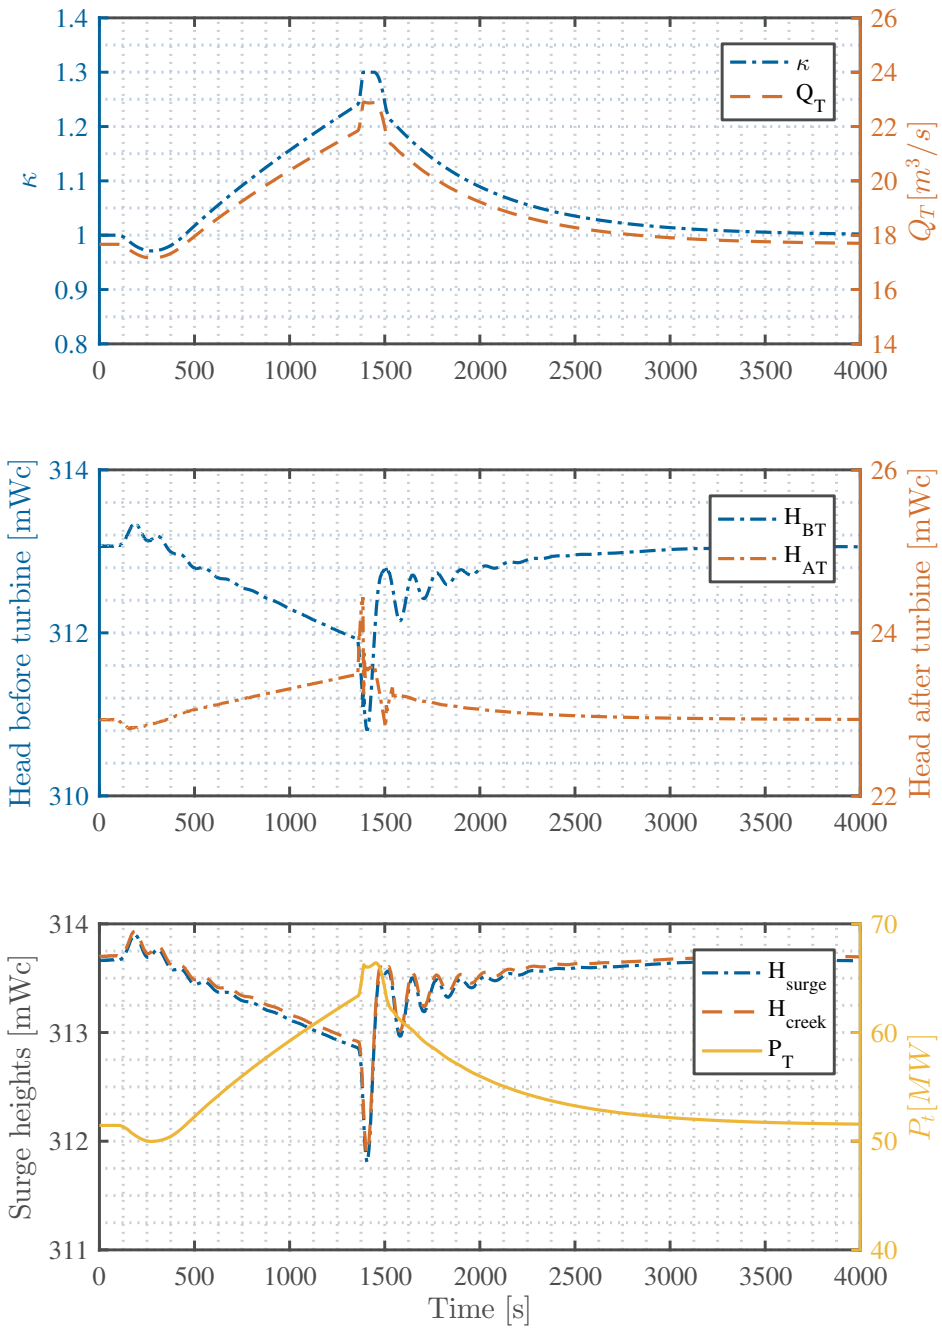 1.4
1.3
1.2
1.1
1
0.9
0.8
κ
26
24
22
20
18
16
14
Q_T [m^3/s]
κ
Q_T
0 500 1000 1500 2000 2500 3000 3500 4000
314
312
310
Head before turbine [mWc]
26
24
23
22
Head after turbine [mWc]
H_BT
H_AT
0 500 1000 1500 2000 2500 3000 3500 4000
314
313
312
311
Surge heights [mWc]
70
60
50
40
P_t [MW]
H_surge
H_creek
P_T
0 500 1000 1500 2000 2500 3000 3500 4000
Time [s]